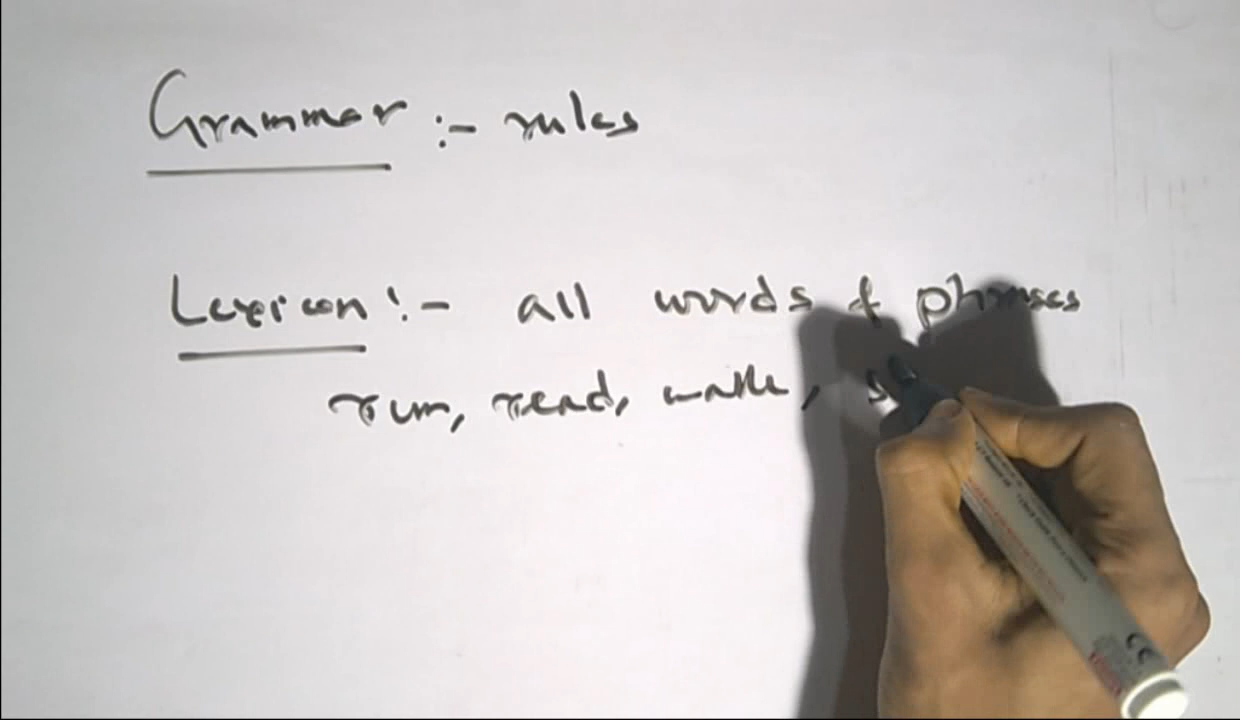 Grammar :- rules
Lexicon :- all words & phrases
run, read, walk, s